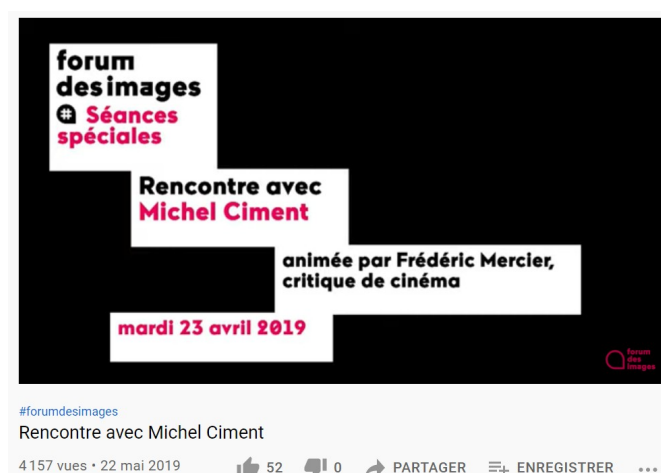 forum
des images
# Séances
spéciales
Rencontre avec
Michel Ciment
animée par Frédéric Mercier,
critique de cinéma
mardi 23 avril 2019
forum
des
images
#forumdesimages
Rencontre avec Michel Ciment
4 157 vues • 22 mai 2019 52 0 PARTAGER ENREGISTRER